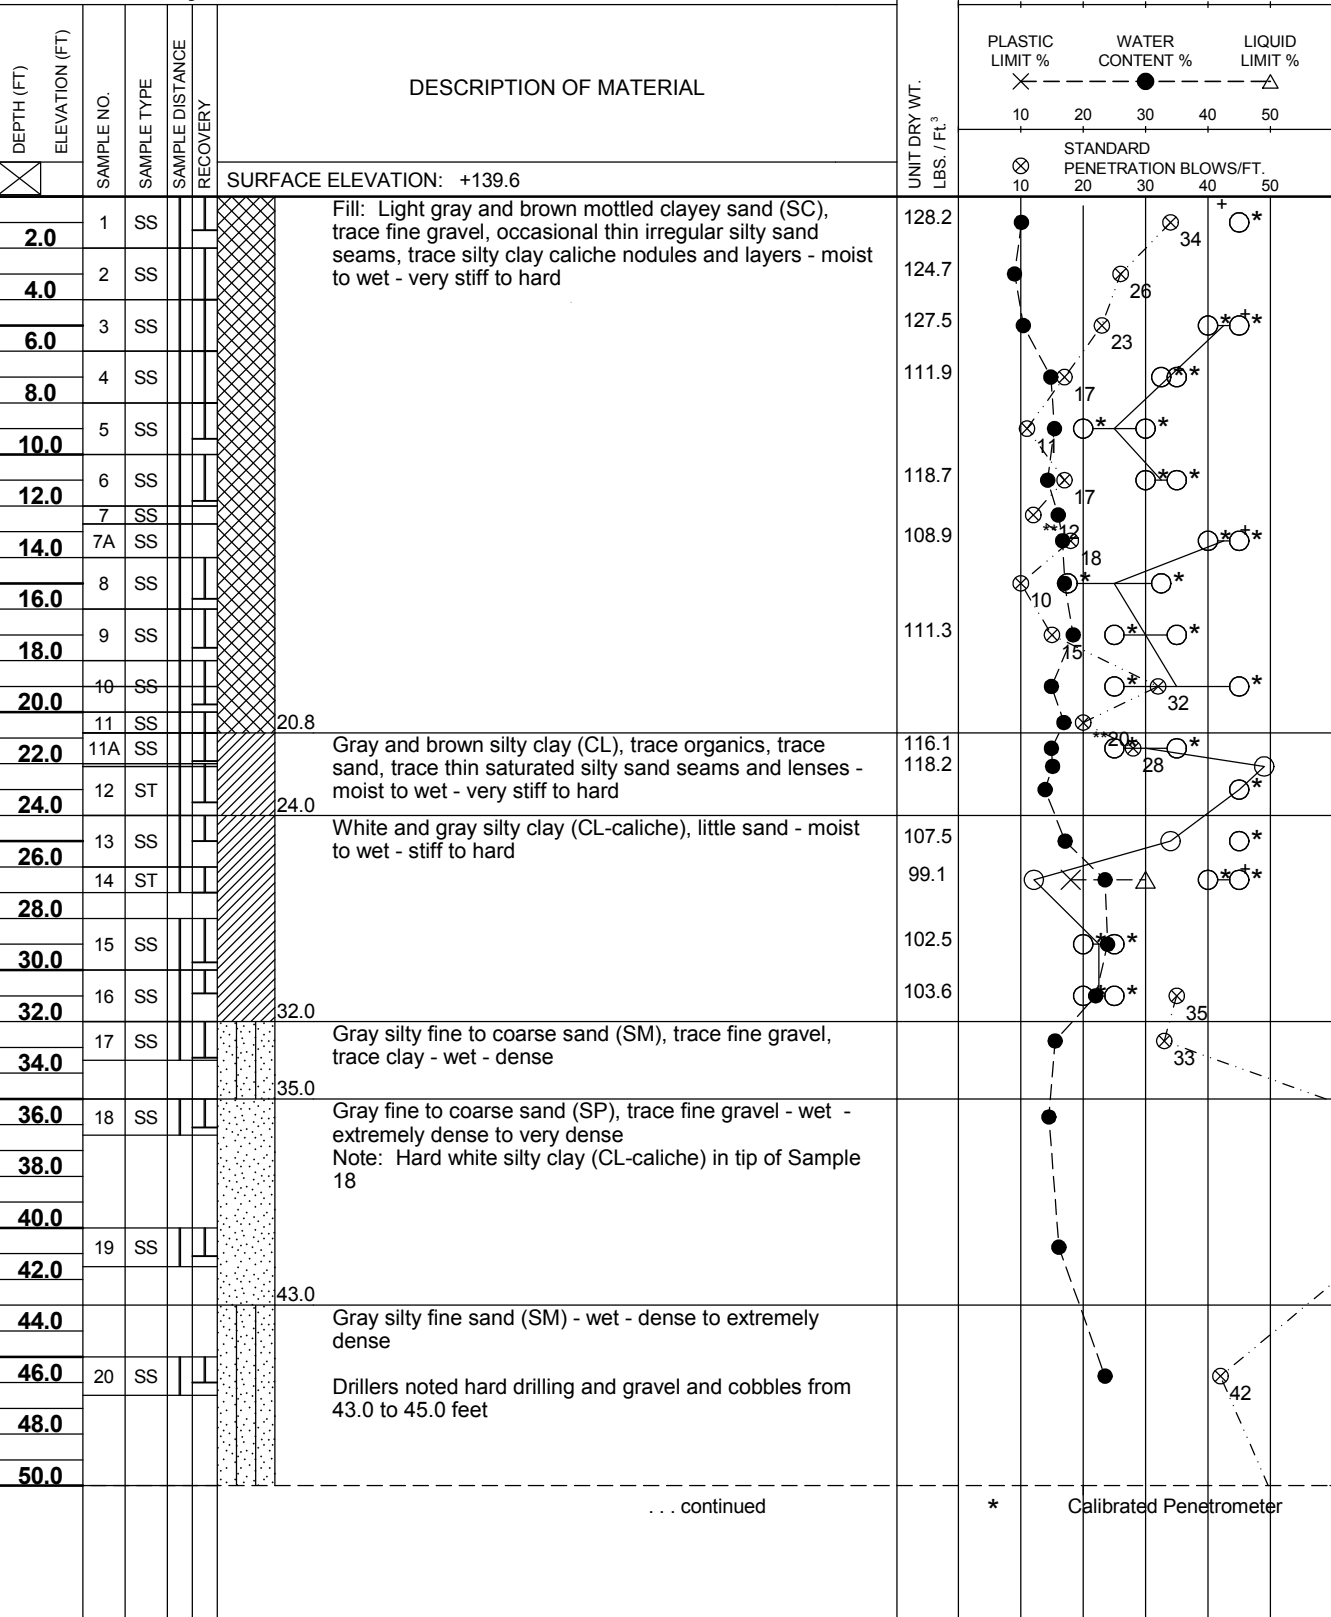 DEPTH (FT)
ELEVATION (FT)
SAMPLE NO.
SAMPLE TYPE
SAMPLE DISTANCE
RECOVERY
DESCRIPTION OF MATERIAL
SURFACE ELEVATION: +139.6
UNIT DRY WT.
LBS. / Ft.³
PLASTIC LIMIT %
WATER CONTENT %
LIQUID LIMIT %
10 20 30 40 50
STANDARD
PENETRATION BLOWS/FT.
10 20 30 40 50
1 SS
2.0
Fill: Light gray and brown mottled clayey sand (SC),
trace fine gravel, occasional thin irregular silty sand
seams, trace silty clay caliche nodules and layers - moist
to wet - very stiff to hard
128.2
+ *
34
2 SS
4.0
124.7
26
3 SS
6.0
127.5
* + *
23
4 SS
8.0
111.9
* *
17
5 SS
10.0
* *
11
6 SS
12.0
118.7
* *
17
7 SS
**12
7A SS
14.0
108.9
* + *
18
8 SS
16.0
* *
10
9 SS
18.0
111.3
* *
15
10 SS
20.0
* *
32
11 SS
20.8
**20
11A SS
22.0
Gray and brown silty clay (CL), trace organics, trace
sand, trace thin saturated silty sand seams and lenses -
moist to wet - very stiff to hard
116.1
* *
28
118.2
12 ST
24.0
24.0
*
White and gray silty clay (CL-caliche), little sand - moist
to wet - stiff to hard
13 SS
26.0
107.5
*
14 ST
99.1
* + *
28.0
15 SS
30.0
102.5
* *
16 SS
32.0
32.0
103.6
* *
35
Gray silty fine to coarse sand (SM), trace fine gravel,
trace clay - wet - dense
17 SS
34.0
33
35.0
Gray fine to coarse sand (SP), trace fine gravel - wet -
extremely dense to very dense
Note: Hard white silty clay (CL-caliche) in tip of Sample
18
36.0
18 SS
38.0
40.0
19 SS
42.0
43.0
Gray silty fine sand (SM) - wet - dense to extremely
dense
44.0
Drillers noted hard drilling and gravel and cobbles from
43.0 to 45.0 feet
46.0
20 SS
42
48.0
50.0
. . . continued
* Calibrated Penetrometer